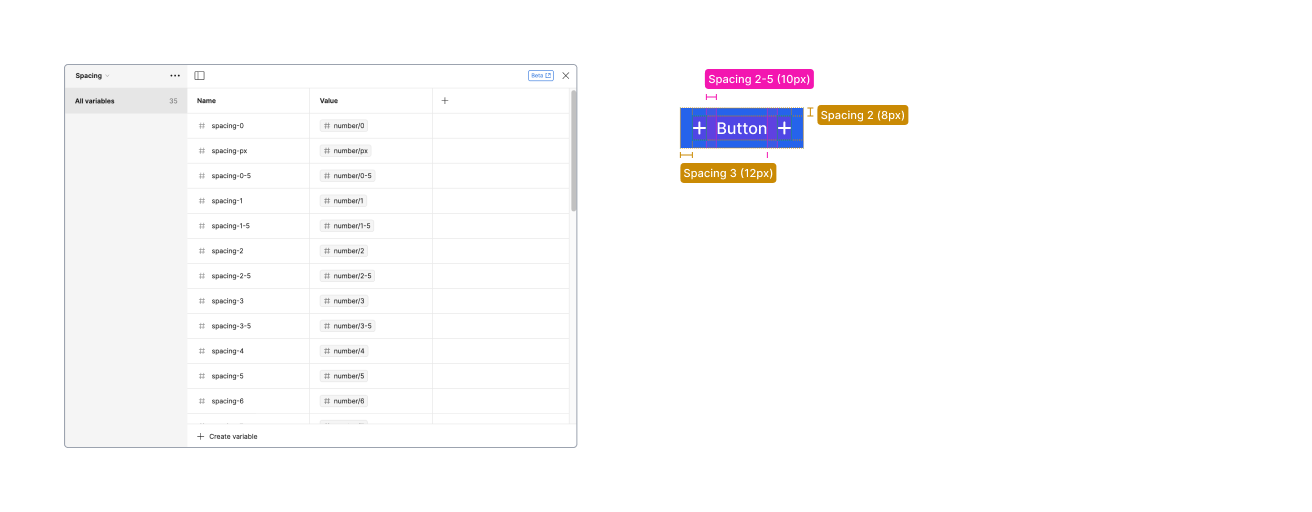 Spacing
Beta
All variables 35
Name Value
spacing-0 number/0
spacing-px number/px
spacing-0-5 number/0-5
spacing-1 number/1
spacing-1-5 number/1-5
spacing-2 number/2
spacing-2-5 number/2-5
spacing-3 number/3
spacing-3-5 number/3-5
spacing-4 number/4
spacing-5 number/5
spacing-6 number/6
Create variable
Spacing 2-5 (10px)
Button
Spacing 2 (8px)
Spacing 3 (12px)